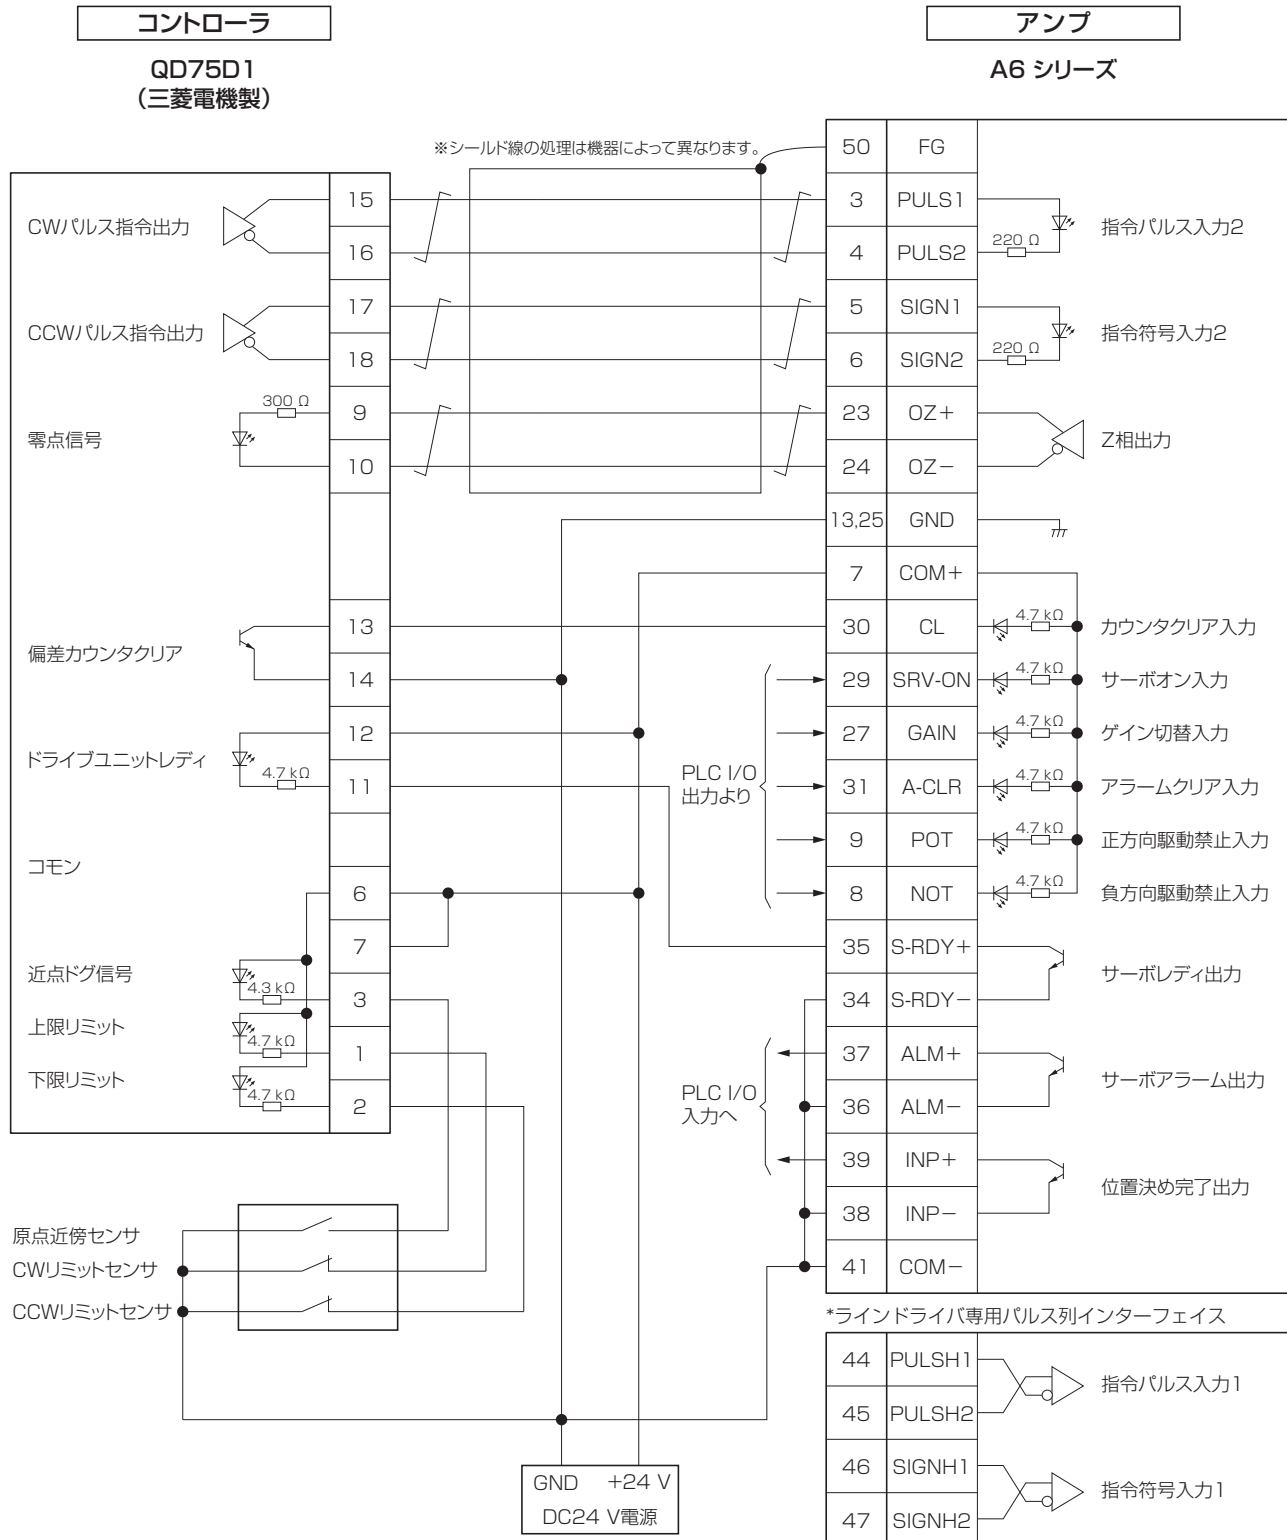 コントローラ
アンプ
QD75D1
（三菱電機製）
A6 シリーズ
※シールド線の処理は機器によって異なります。
50 FG
CWパルス指令出力
15
16
3 PULS1
4 PULS2
220 Ω
指令パルス入力2
CCWパルス指令出力
17
18
5 SIGN1
6 SIGN2
220 Ω
指令符号入力2
零点信号
300 Ω
9
10
23 OZ+
24 OZ−
Z相出力
13,25 GND
7 COM+
偏差カウンタクリア
13
14
30 CL
4.7 kΩ
カウンタクリア入力
29 SRV-ON
4.7 kΩ
サーボオン入力
ドライブユニットレディ
4.7 kΩ
12
11
PLC I/O
出力より
27 GAIN
4.7 kΩ
ゲイン切替入力
31 A-CLR
4.7 kΩ
アラームクリア入力
9 POT
4.7 kΩ
正方向駆動禁止入力
コモン
6
7
8 NOT
4.7 kΩ
負方向駆動禁止入力
35 S-RDY+
34 S-RDY−
サーボレディ出力
近点ドグ信号
4.3 kΩ
3
上限リミット
4.7 kΩ
1
下限リミット
4.7 kΩ
2
PLC I/O
入力へ
37 ALM+
36 ALM−
サーボアラーム出力
39 INP+
38 INP−
位置決め完了出力
41 COM−
原点近傍センサ
CWリミットセンサ
CCWリミットセンサ
*ラインドライバ専用パルス列インターフェイス
44 PULSH1
45 PULSH2
指令パルス入力1
46 SIGNH1
47 SIGNH2
指令符号入力1
GND +24 V
DC24 V電源